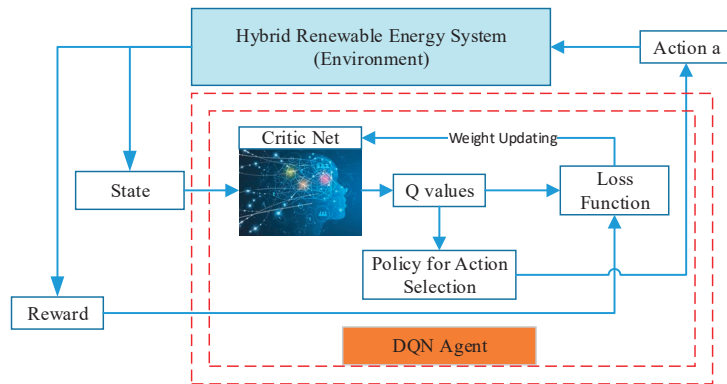 Hybrid Renewable Energy System
(Environment)
Action a
Critic Net
Weight Updating
State
Q values
Loss
Function
Policy for Action
Selection
Reward
DQN Agent